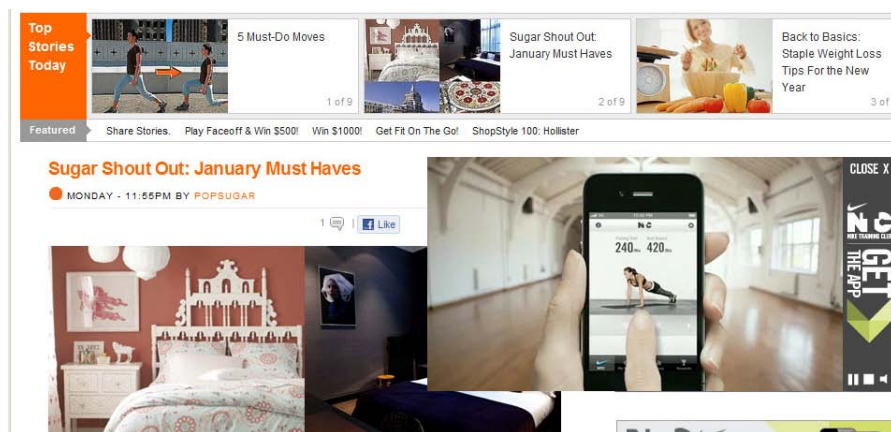 Top
Stories
Today
5 Must-Do Moves
1 of 9
Sugar Shout Out:
January Must Haves
2 of 9
Back to Basics:
Staple Weight Loss
Tips For the New
Year
3 of
Featured
Share Stories. Play Faceoff & Win $500! Win $1000! Get Fit On The Go! ShopStyle 100: Hollister
Sugar Shout Out: January Must Haves
MONDAY - 11:55PM BY POPSUGAR
1
Like
CLOSE X
NTC
NIKE TRAINING CLUB
GET
THE APP
240 420